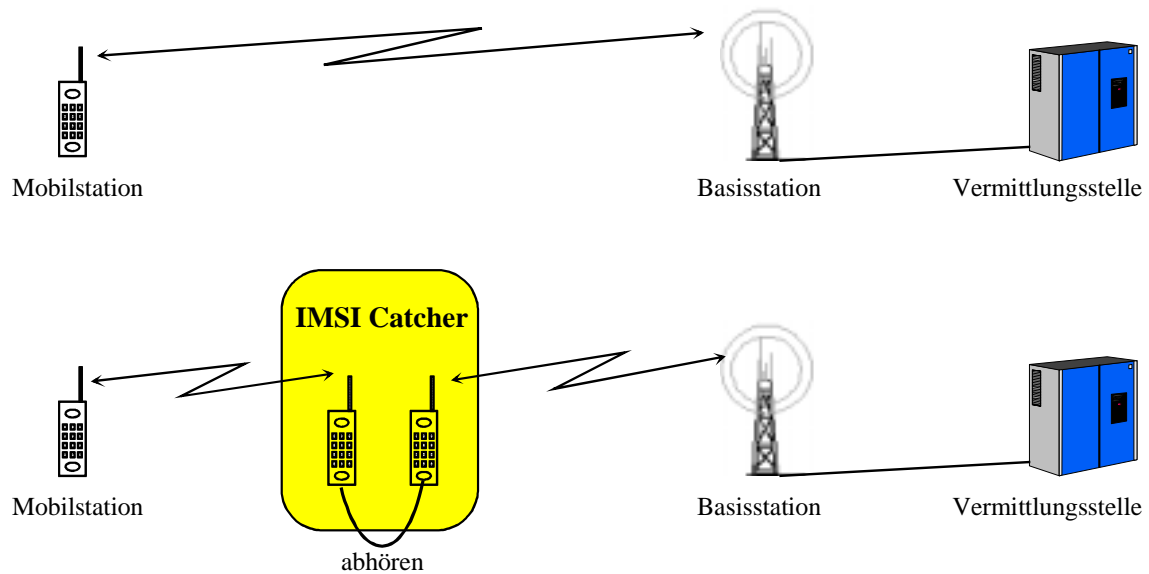 Mobilstation
Basisstation
Vermittlungsstelle
IMSI Catcher
Mobilstation
Basisstation
Vermittlungsstelle
abhören